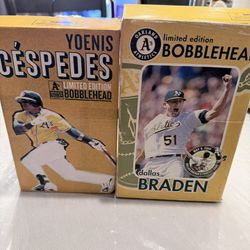 YOENIS
CÉSPEDES
LIMITED EDITION
BOBBLEHEAD
OAKLAND
ATHLETICS
A's
limited edition
BOBBLEHEAD
A's
51
dallas
BRADEN